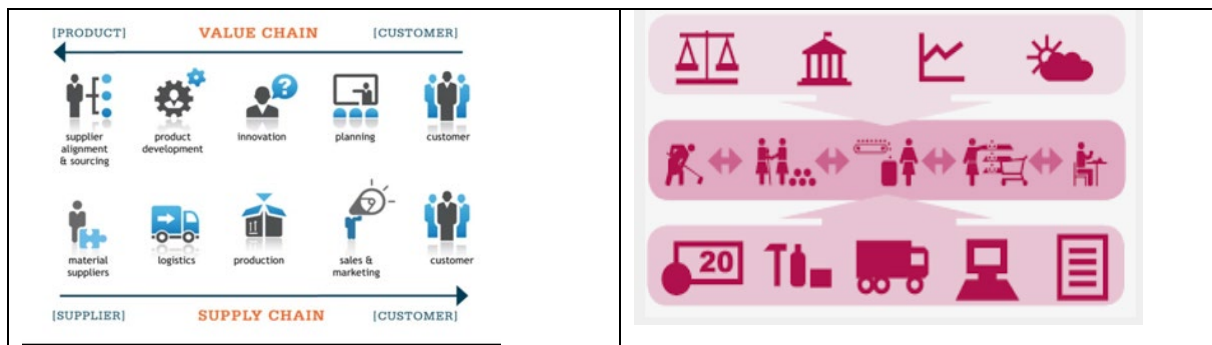 [PRODUCT] VALUE CHAIN [CUSTOMER]
supplier alignment & sourcing
product development
innovation
planning
customer
material suppliers
logistics
production
sales & marketing
customer
[SUPPLIER] SUPPLY CHAIN [CUSTOMER]
20